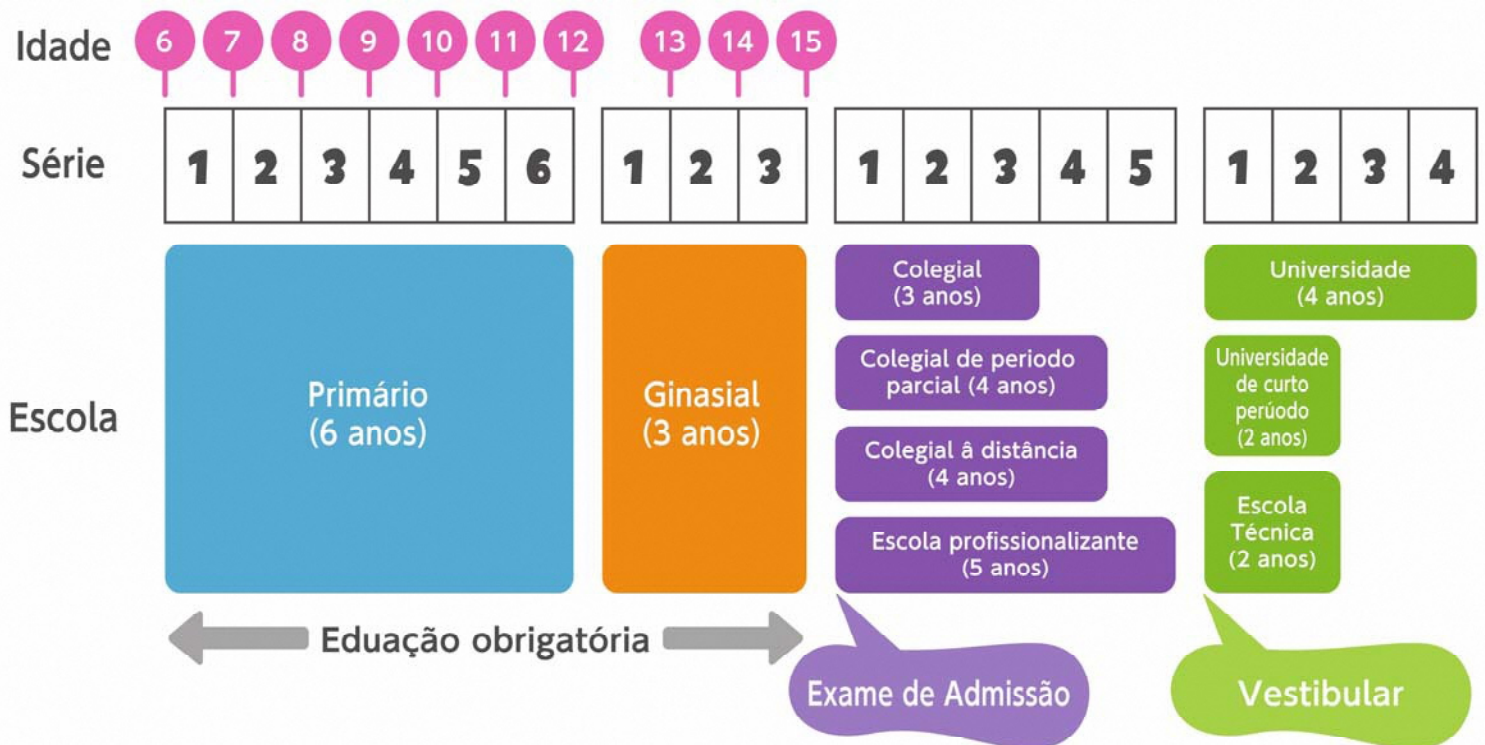 Idade 6 7 8 9 10 11 12 13 14 15
Série 1 2 3 4 5 6 1 2 3 1 2 3 4 5 1 2 3 4
Escola
Primário
(6 anos)
Ginasial
(3 anos)
Colegial
(3 anos)
Colegial de periodo
parcial (4 anos)
Colegial â distância
(4 anos)
Escola profissionalizante
(5 anos)
Universidade
(4 anos)
Universidade
de curto
perúodo
(2 anos)
Escola
Técnica
(2 anos)
Eduação obrigatória
Exame de Admissão
Vestibular